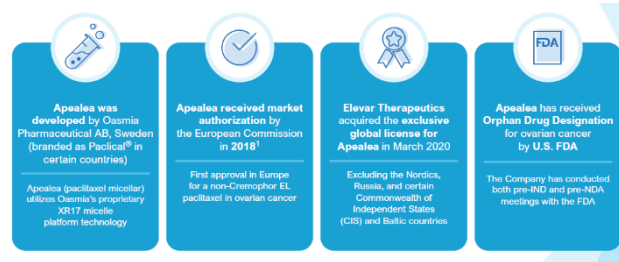 FDA
Apealea was
developed by Oasmia
Pharmaceutical AB, Sweden
(branded as Paclical® in
certain countries)
Apealea (paclitaxel micellar)
utilizes Oasmia's proprietary
XR17 micelle
platform technology
Apealea received market
authorization by
the European Commission
in 2018¹
First approval in Europe
for a non-Cremophor EL
paclitaxel in ovarian cancer
Elevar Therapeutics
acquired the exclusive
global license for
Apealea in March 2020
Excluding the Nordics,
Russia, and certain
Commonwealth of
Independent States
(CIS) and Baltic countries
Apealea has received
Orphan Drug Designation
for ovarian cancer
by U.S. FDA
The Company has conducted
both pre-IND and pre-NDA
meetings with the FDA